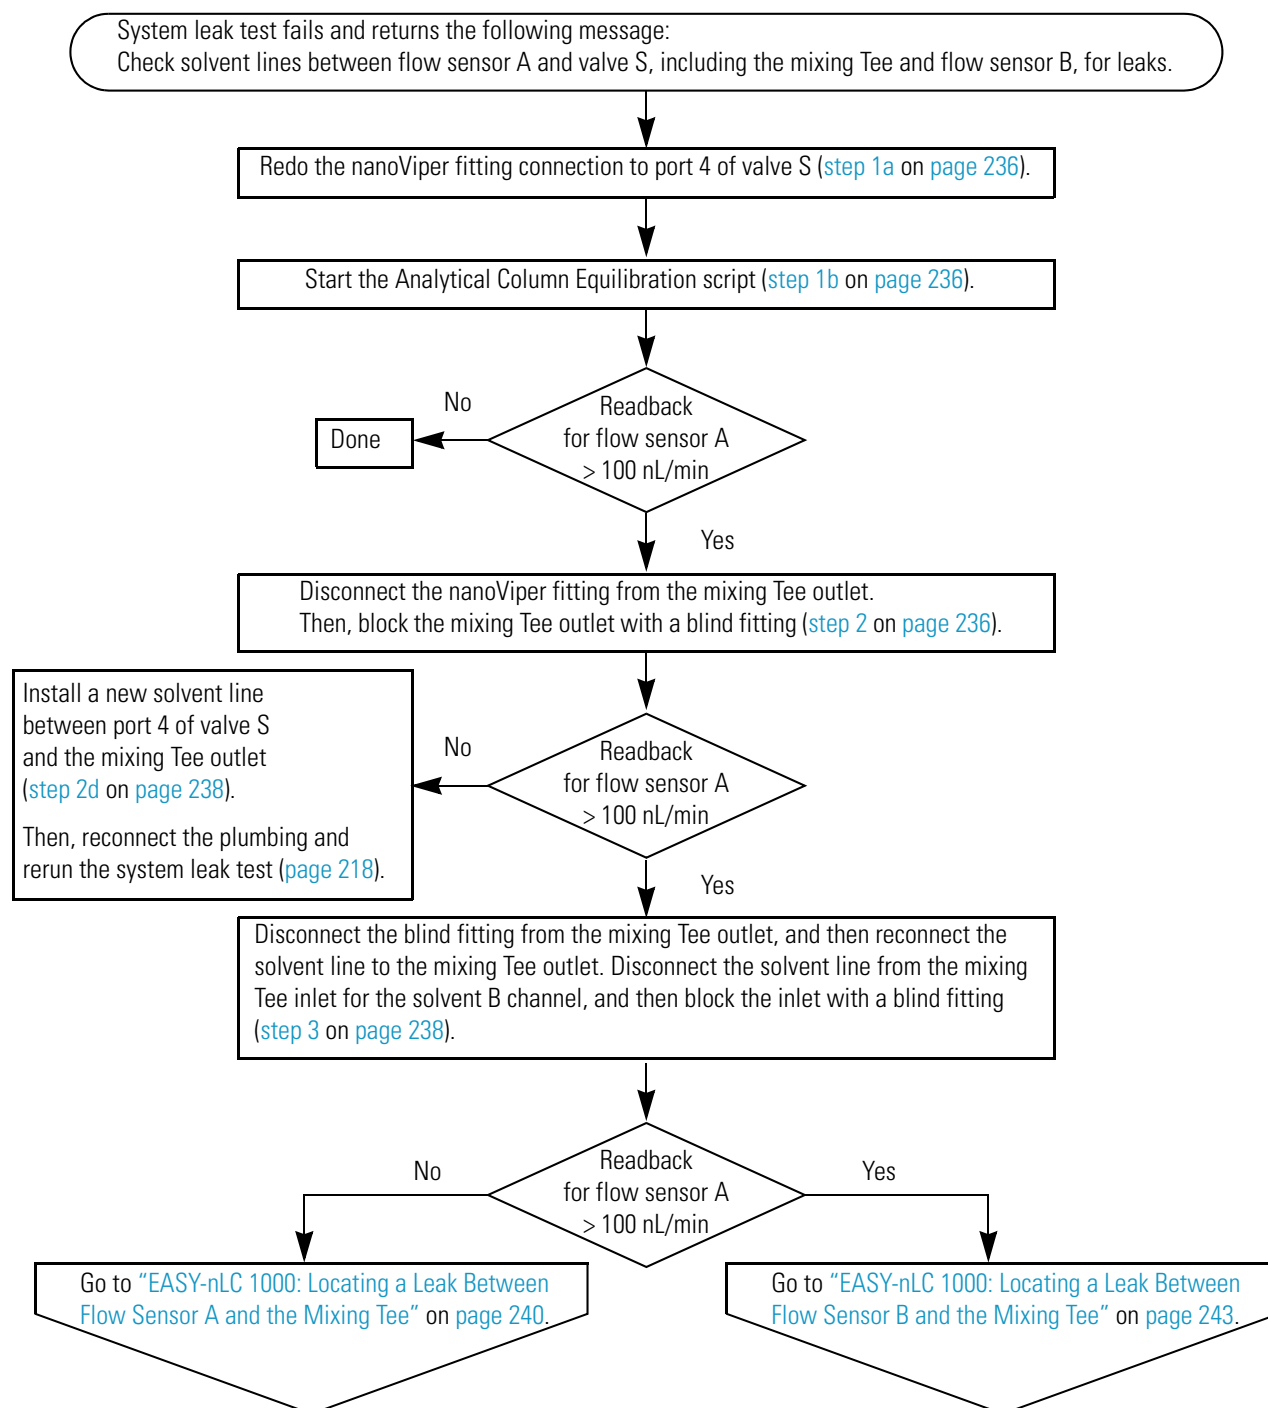 System leak test fails and returns the following message:
Check solvent lines between flow sensor A and valve S, including the mixing Tee and flow sensor B, for leaks.
Redo the nanoViper fitting connection to port 4 of valve S (step 1a on page 236).
Start the Analytical Column Equilibration script (step 1b on page 236).
No
Readback
for flow sensor A
> 100 nL/min
Done
Yes
Disconnect the nanoViper fitting from the mixing Tee outlet.
Then, block the mixing Tee outlet with a blind fitting (step 2 on page 236).
Install a new solvent line
between port 4 of valve S
and the mixing Tee outlet
(step 2d on page 238).
Then, reconnect the plumbing and
rerun the system leak test (page 218).
No
Readback
for flow sensor A
> 100 nL/min
Yes
Disconnect the blind fitting from the mixing Tee outlet, and then reconnect the
solvent line to the mixing Tee outlet. Disconnect the solvent line from the mixing
Tee inlet for the solvent B channel, and then block the inlet with a blind fitting
(step 3 on page 238).
No
Readback
for flow sensor A
> 100 nL/min
Yes
Go to “EASY-nLC 1000: Locating a Leak Between
Flow Sensor A and the Mixing Tee” on page 240.
Go to “EASY-nLC 1000: Locating a Leak Between
Flow Sensor B and the Mixing Tee” on page 243.